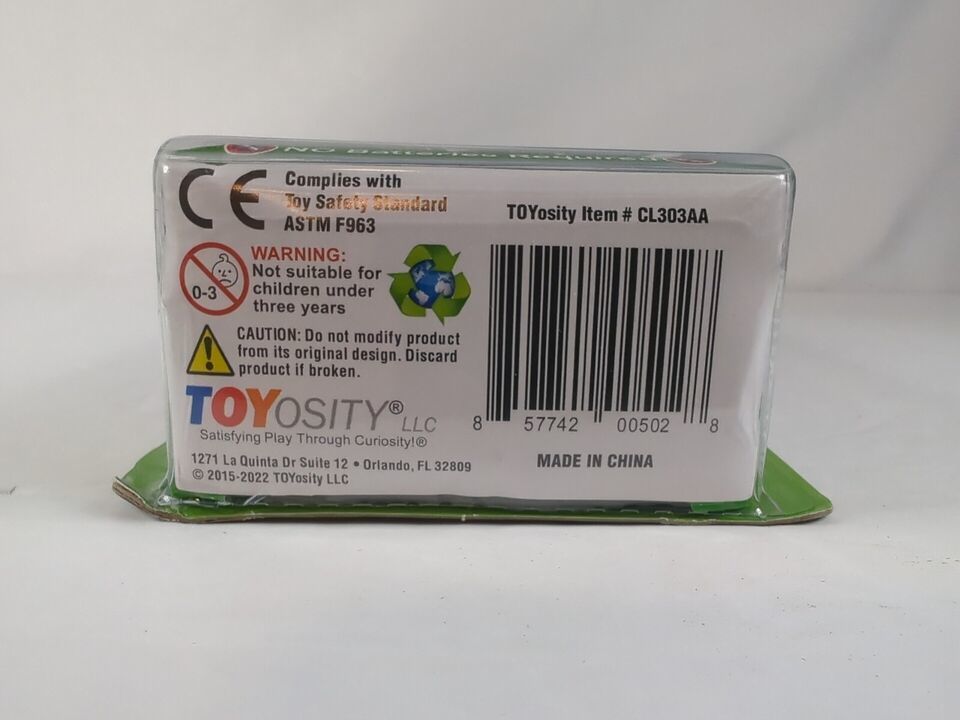 NO Batteries Required
CE
Complies with
Toy Safety Standard
ASTM F963
TOYosity Item # CL303AA
0-3
WARNING:
Not suitable for
children under
three years
CAUTION: Do not modify product
from its original design. Discard
product if broken.
TOYOSITY® LLC
Satisfying Play Through Curiosity!®
1271 La Quinta Dr Suite 12 • Orlando, FL 32809
© 2015-2022 TOYosity LLC
8 57742 00502 8
MADE IN CHINA